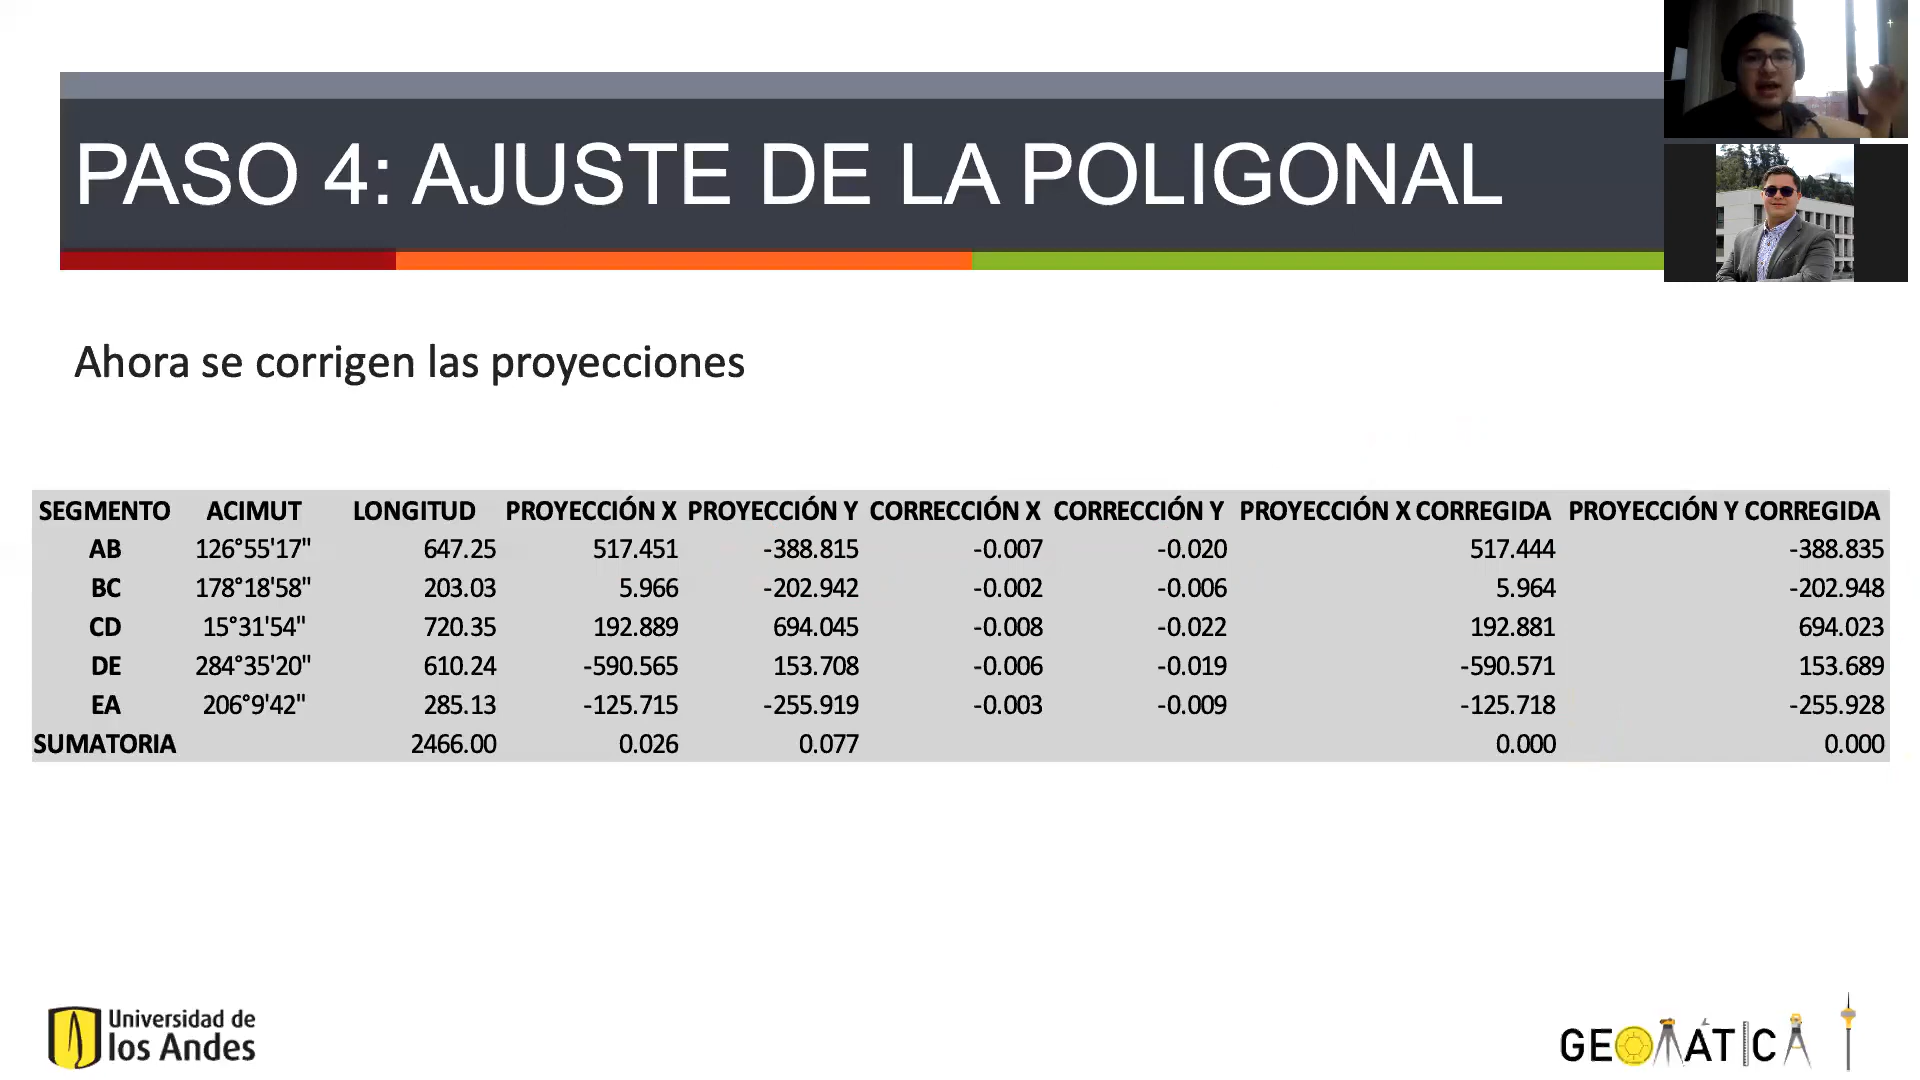 PASO 4: AJUSTE DE LA POLIGONAL
Ahora se corrigen las proyecciones
SEGMENTO ACIMUT LONGITUD PROYECCIÓN X PROYECCIÓN Y CORRECCIÓN X CORRECCIÓN Y PROYECCIÓN X CORREGIDA PROYECCIÓN Y CORREGIDA
AB 126°55'17" 647.25 517.451 -388.815 -0.007 -0.020 517.444 -388.835
BC 178°18'58" 203.03 5.966 -202.942 -0.002 -0.006 5.964 -202.948
CD 15°31'54" 720.35 192.889 694.045 -0.008 -0.022 192.881 694.023
DE 284°35'20" 610.24 -590.565 153.708 -0.006 -0.019 -590.571 153.689
EA 206°9'42" 285.13 -125.715 -255.919 -0.003 -0.009 -125.718 -255.928
SUMATORIA 2466.00 0.026 0.077 0.000 0.000
Universidad de
los Andes
GEOMÁTICA